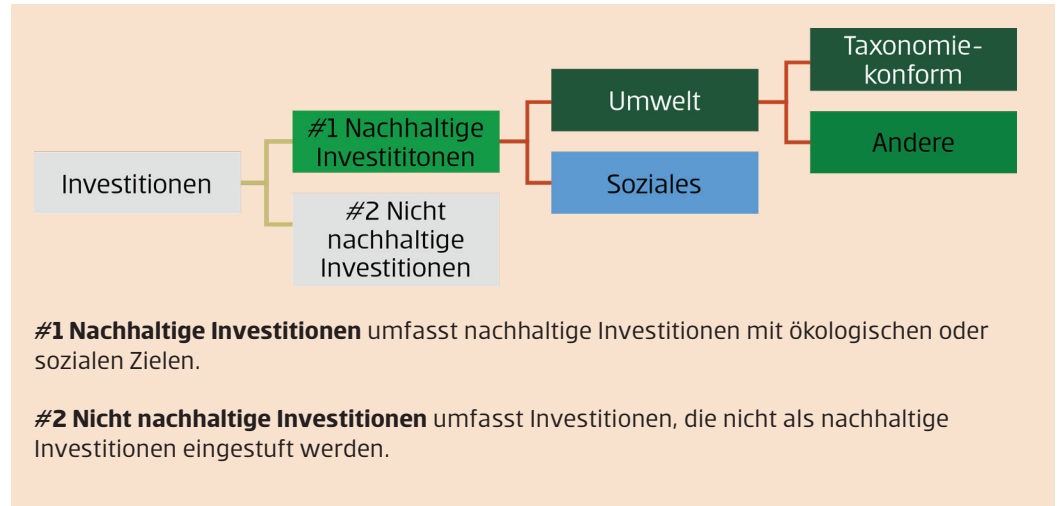 Taxonomie-
konform
Umwelt
Andere
#1 Nachhaltige
Investititonen
Investitionen
Soziales
#2 Nicht
nachhaltige
Investitionen
#1 Nachhaltige Investitionen umfasst nachhaltige Investitionen mit ökologischen oder
sozialen Zielen.
#2 Nicht nachhaltige Investitionen umfasst Investitionen, die nicht als nachhaltige
Investitionen eingestuft werden.